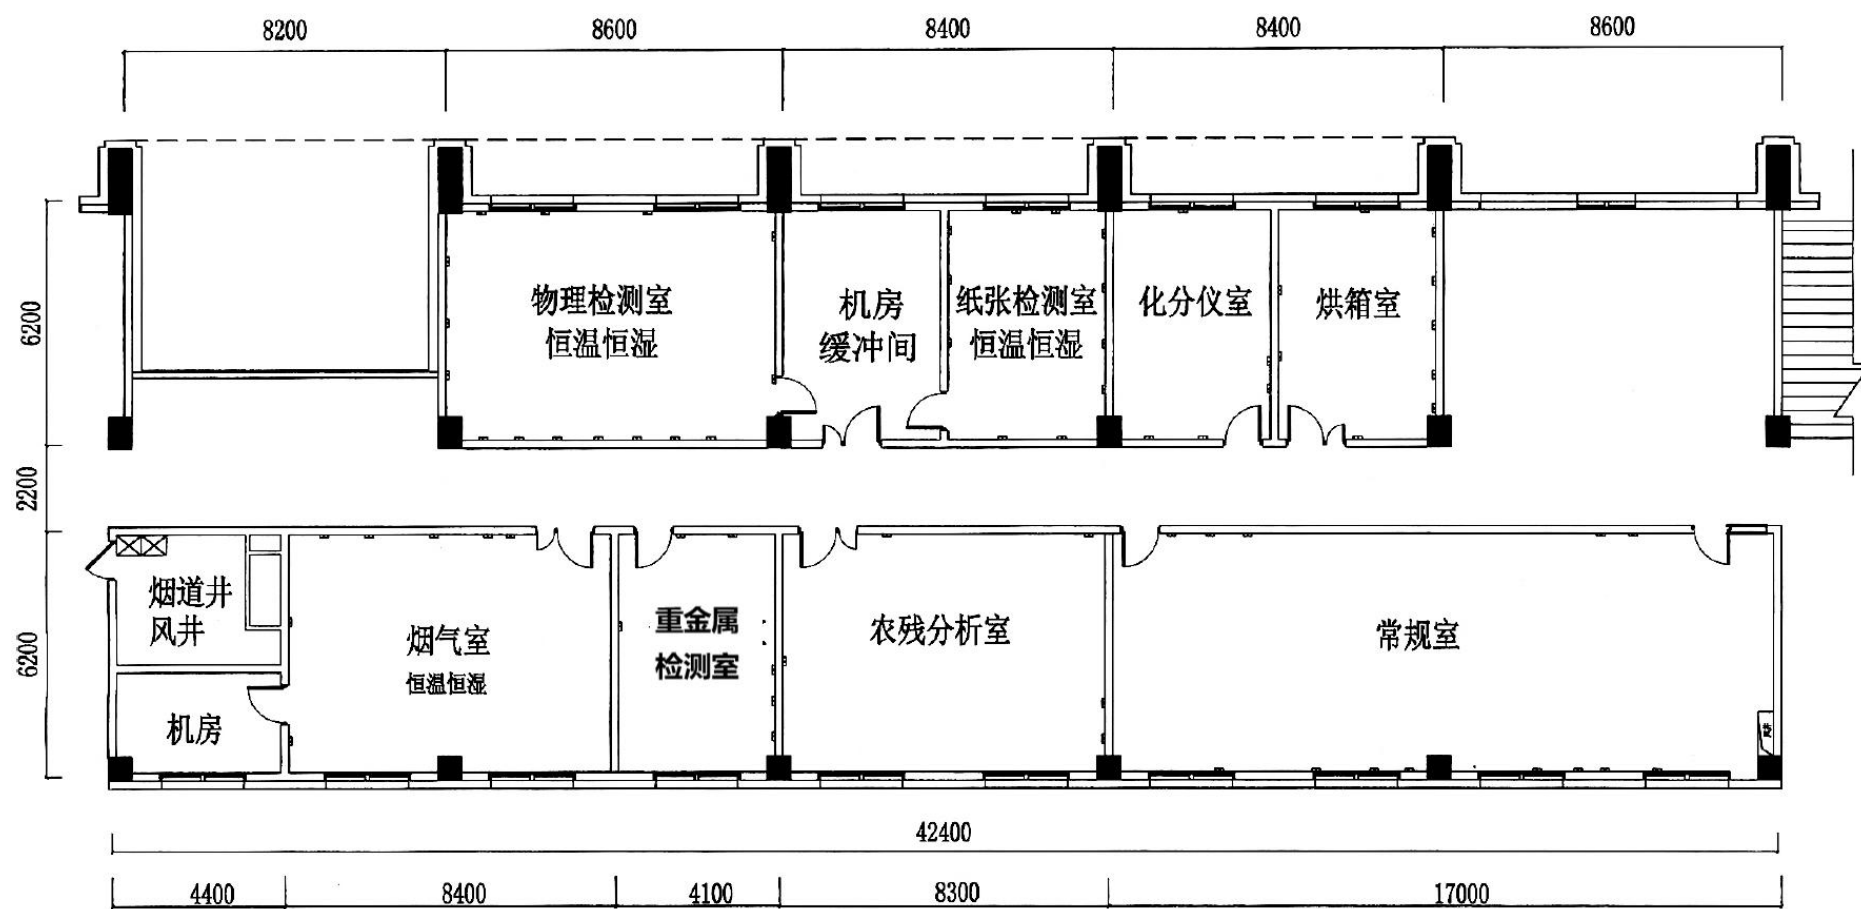 8200
8600
8400
8400
8600
物理检测室
恒温恒湿
机房
缓冲间
纸张检测室
恒温恒湿
化分仪室
烘箱室
6200
2200
6200
烟道井
风井
机房
烟气室
恒温恒湿
重金属
检测室
农残分析室
常规室
42400
4400
8400
4100
8300
17000